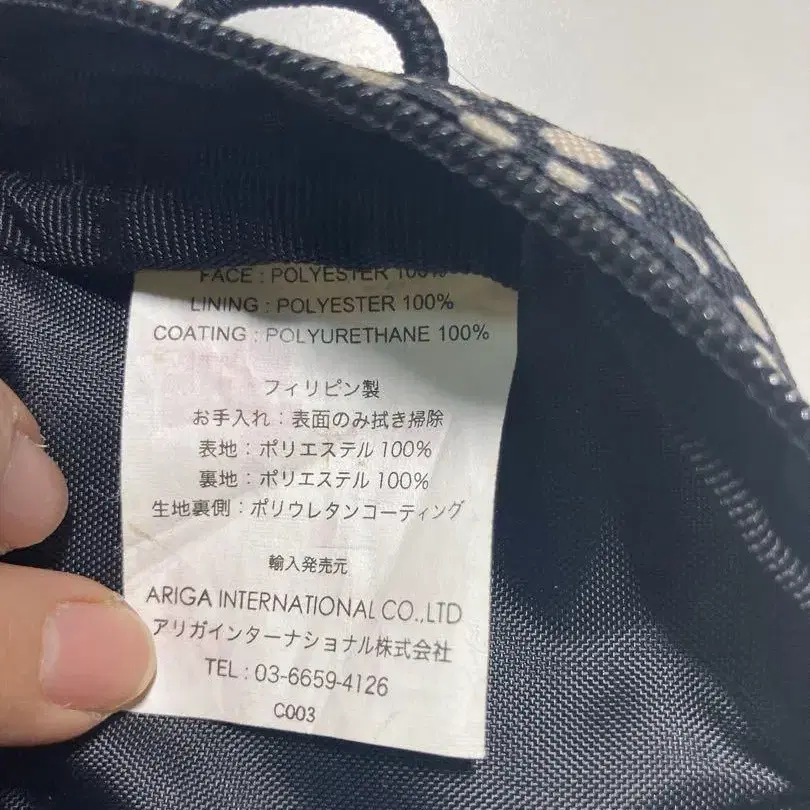 FACE : POLYESTER 100%
LINING : POLYESTER 100%
COATING : POLYURETHANE 100%
フィリピン製
お手入れ : 表面のみ拭き掃除
表地 : ポリエステル 100%
裏地 : ポリエステル 100%
生地裏側 : ポリウレタンコーティング
輸入発売元
ARIGA INTERNATIONAL CO.,LTD
アリガインターナショナル株式会社
TEL : 03-6659-4126
C003